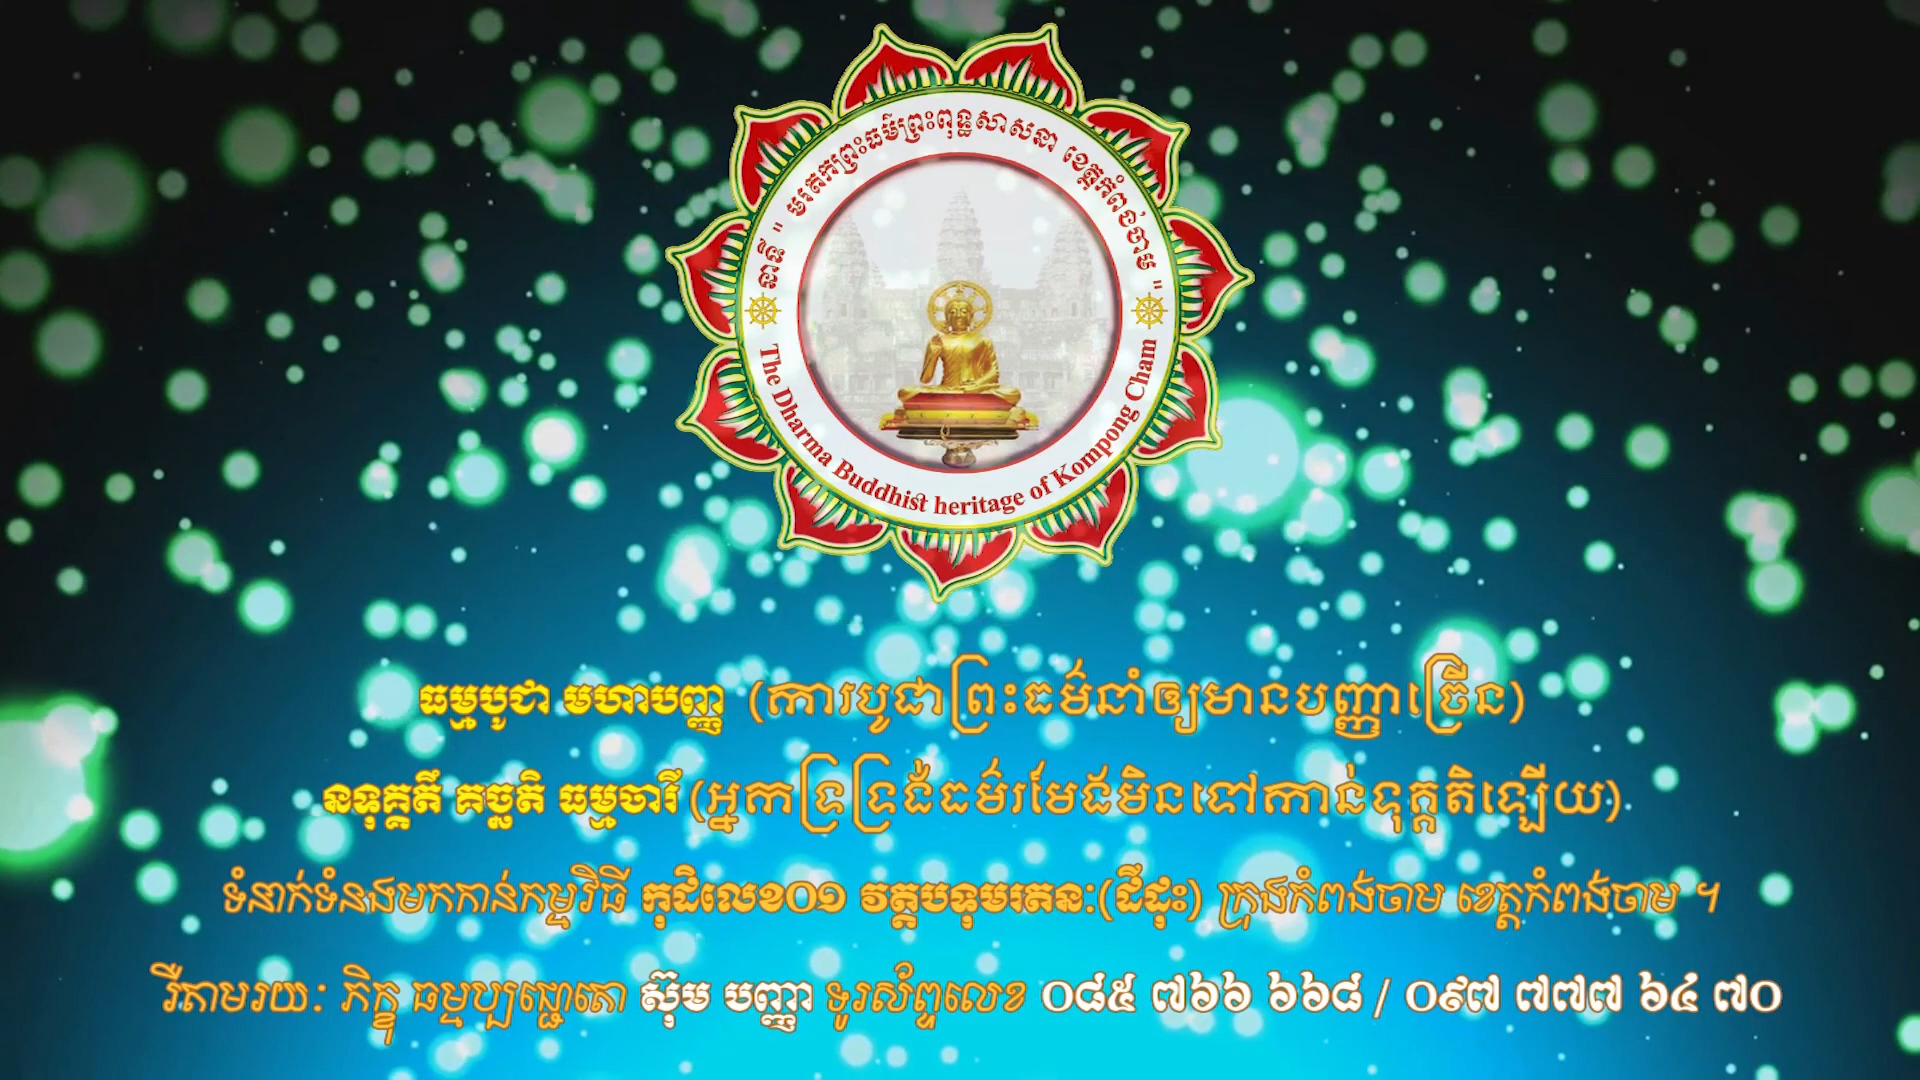 នាទី " មរតកព្រះធម៌ព្រះពុទ្ធសាសនា ខេត្តកំពង់ចាម "
The Dharma Buddhist heritage of Kompong Cham
ធម្មបូជា មហាបញ្ញ (ការបូជាព្រះធម៌នាំឲ្យមានបញ្ញាច្រើន)
នទុគ្គតឹ គច្ឆតិ ធម្មចារី (អ្នកទ្រទ្រង់ធម៌រមែងមិនទៅកាន់ទុគ្គតិឡើយ)
ទំនាក់ទំនងមកកាន់កម្មវិធី កុដិលេខ០១ វត្តបទុមរតនៈ(ដីដុះ) ក្រុងកំពង់ចាម ខេត្តកំពង់ចាម ។
រឺតាមរយៈ ភិក្ខុ ធម្មប្បជ្ជោតោ ស៊ុម បញ្ញា ទូរស័ព្ទលេខ ០៨៥ ៧៦៦ ៦៦៨ / ០៩៧ ៧៧៧ ៦៤ ៧០